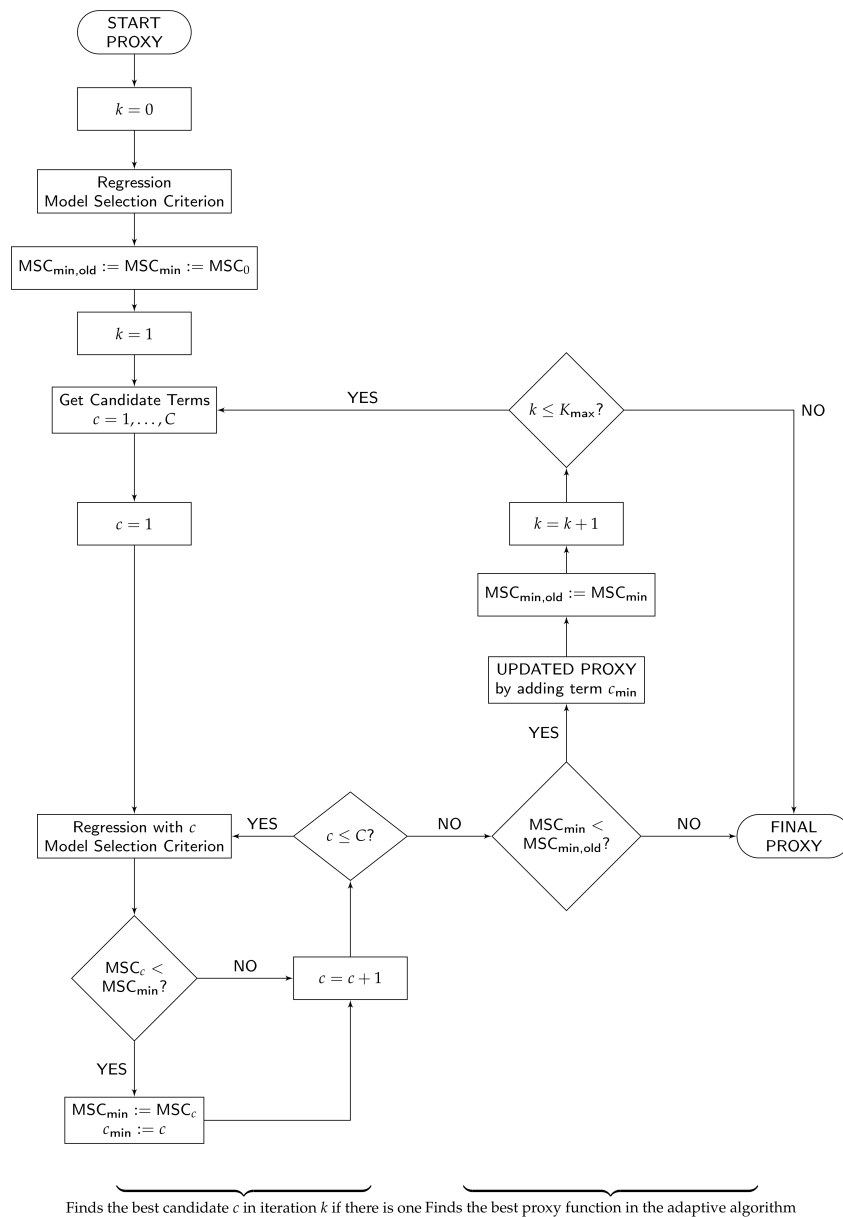 START
PROXY
k = 0
Regression
Model Selection Criterion
MSC_min,old := MSC_min := MSC_0
k = 1
Get Candidate Terms
c = 1, . . . , C
YES
k ≤ K_max?
NO
c = 1
k = k + 1
MSC_min,old := MSC_min
UPDATED PROXY
by adding term c_min
YES
Regression with c
Model Selection Criterion
YES
c ≤ C?
NO
MSC_min <
MSC_min,old?
NO
FINAL
PROXY
MSC_c <
MSC_min?
NO
c = c + 1
YES
MSC_min := MSC_c
c_min := c
Finds the best candidate c in iteration k if there is one
Finds the best proxy function in the adaptive algorithm